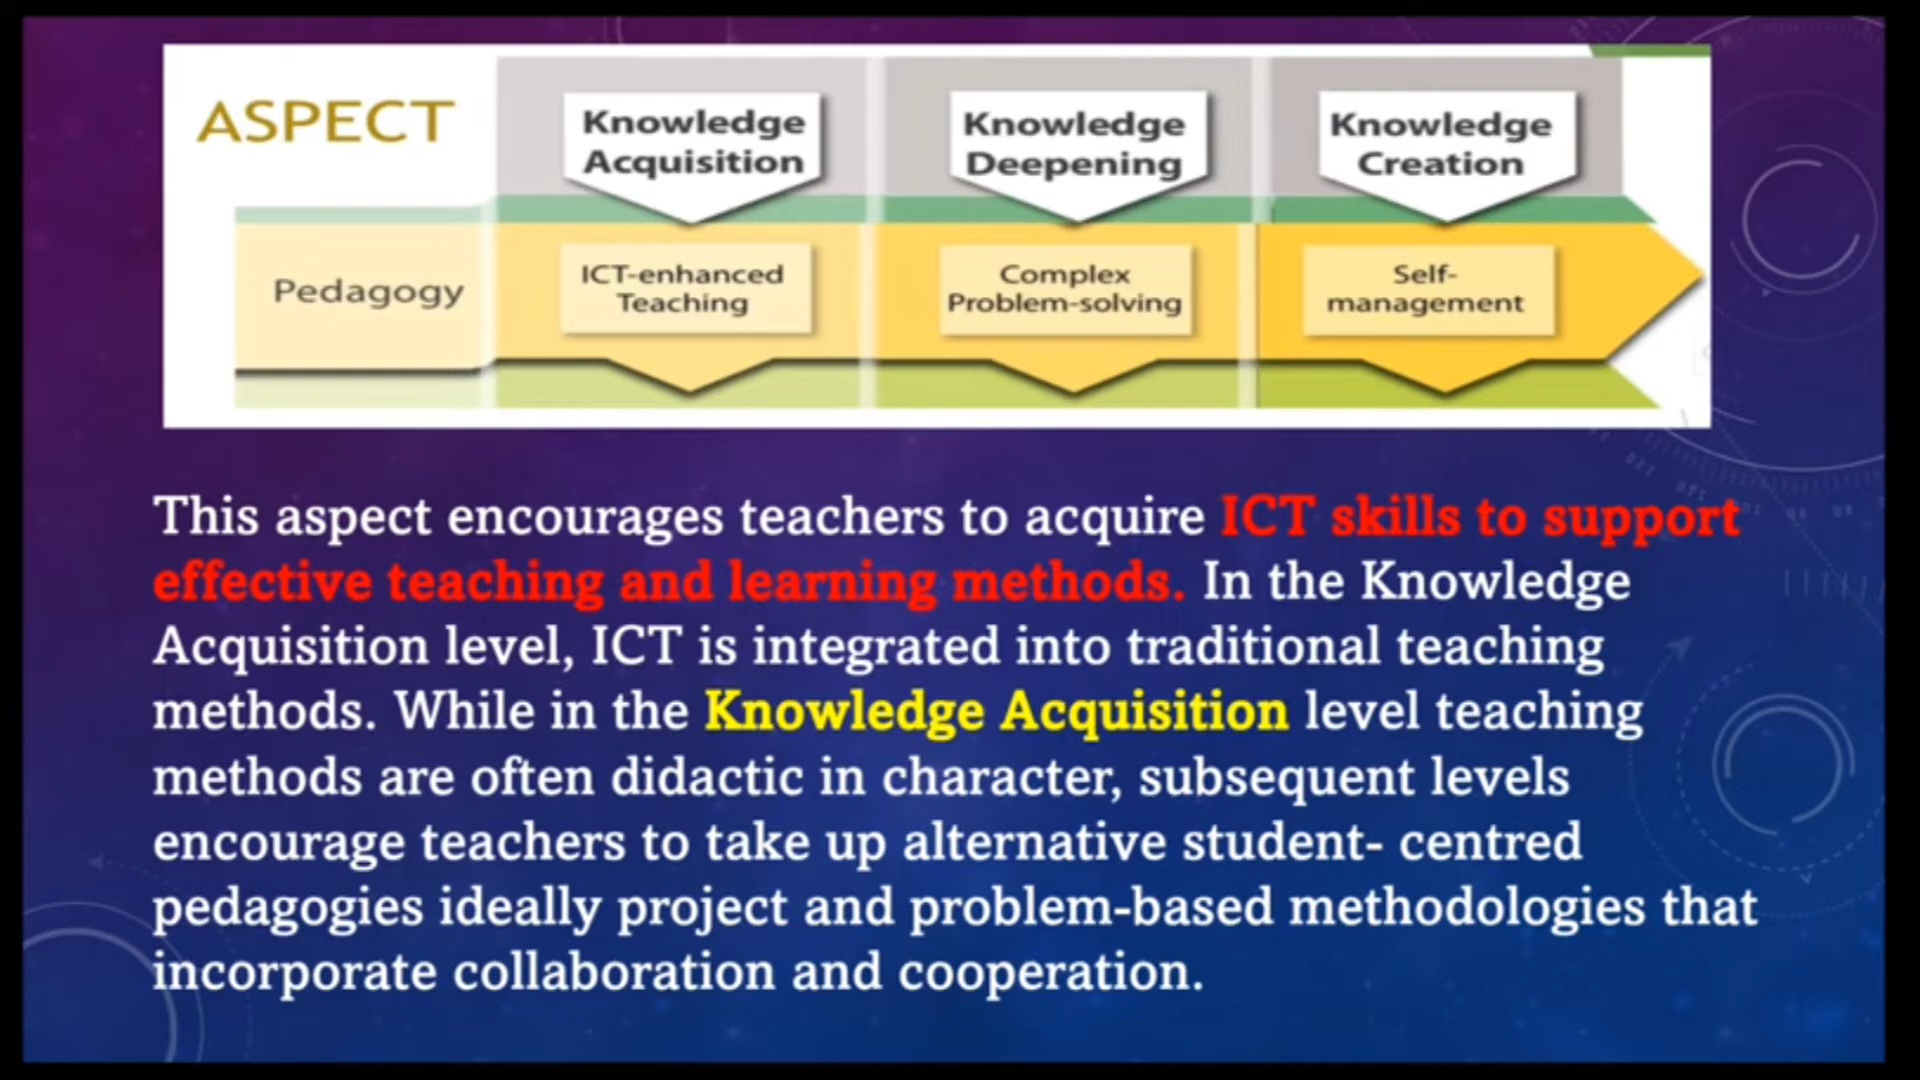 ASPECT
Knowledge
Acquisition
Knowledge
Deepening
Knowledge
Creation
Pedagogy
ICT-enhanced
Teaching
Complex
Problem-solving
Self-
management
This aspect encourages teachers to acquire ICT skills to support
effective teaching and learning methods. In the Knowledge
Acquisition level, ICT is integrated into traditional teaching
methods. While in the Knowledge Acquisition level teaching
methods are often didactic in character, subsequent levels
encourage teachers to take up alternative student- centred
pedagogies ideally project and problem-based methodologies that
incorporate collaboration and cooperation.